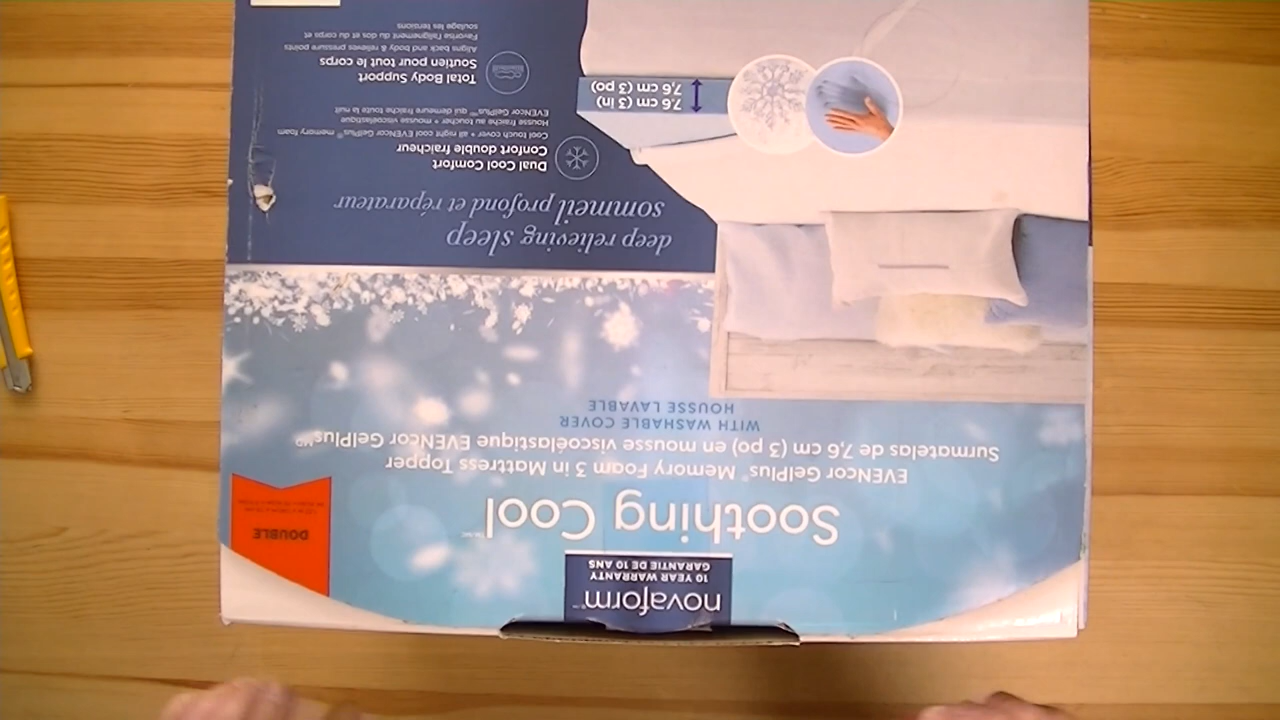 novaform
10 YEAR WARRANTY
GARANTIE DE 10 ANS
Soothing Cool
DOUBLE
EVENcor GelPlus® Memory Foam 3 in Mattress Topper
Surmatelas de 7,6 cm (3 po) en mousse viscoélastique EVENcor GelPlusMD
WITH WASHABLE COVER
HOUSSE LAVABLE
deep relieving sleep
sommeil profond et réparateur
Dual Cool Comfort
Confort double fraîcheur
Cool touch cover + all night cool EVENcor GelPlus® memory foam
Housse fraîche au toucher + mousse viscoélastique
EVENcor GelPlusMD qui demeure fraîche toute la nuit
7,6 cm (3 in)
7,6 cm (3 po)
Total Body Support
Soutien pour tout le corps
Aligns back and body & relieves pressure points
Favorise l'alignement du dos et du corps et
soulage les tensions